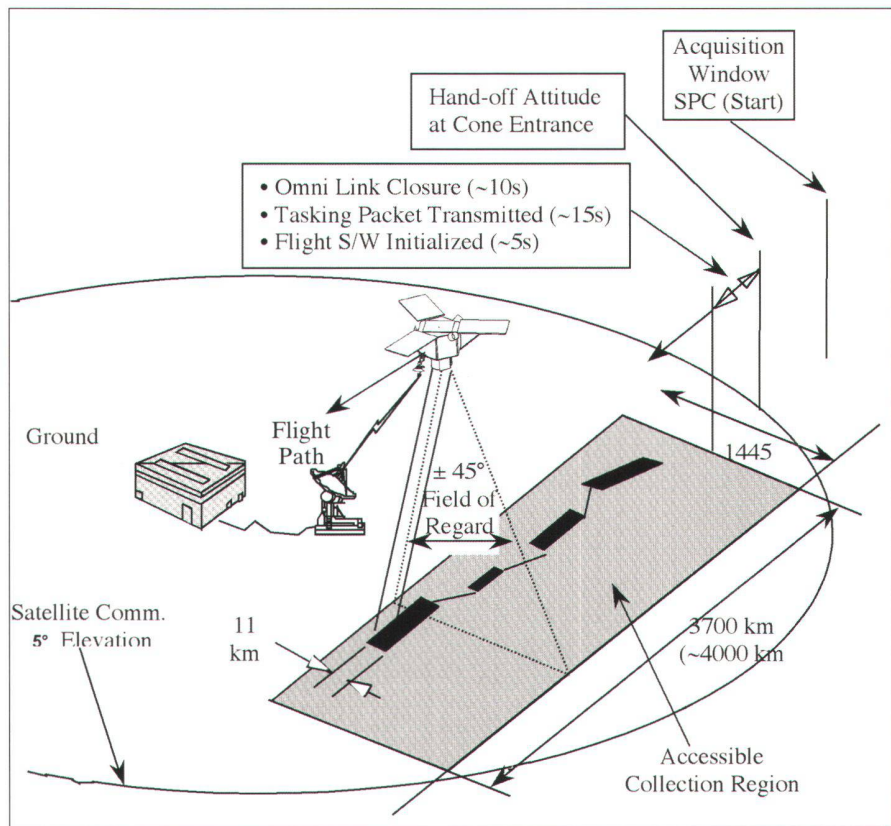 Acquisition
Window
SPC (Start)
Hand-off Attitude
at Cone Entrance
• Omni Link Closure (~10s)
• Tasking Packet Transmitted (~15s)
• Flight S/W Initialized (~5s)
Ground
Flight
Path
± 45°
Field of
Regard
1445
Satellite Comm.
5° Elevation
11
km
3700 km
(~4000 km
Accessible
Collection Region